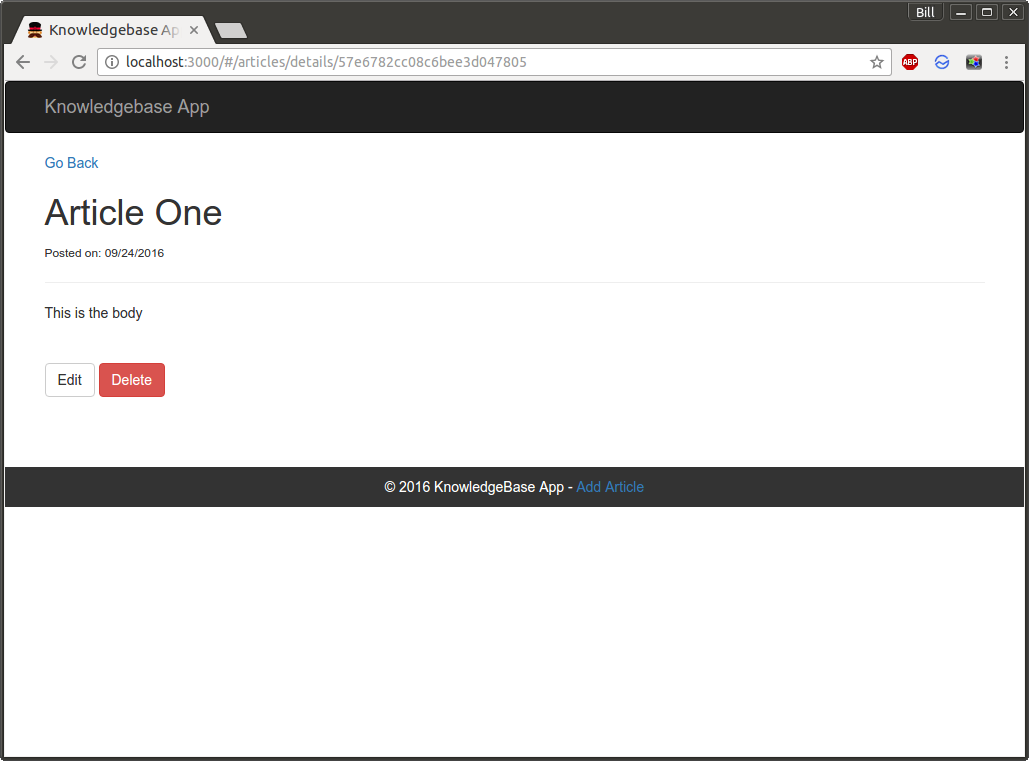 Bill
Knowledgebase Ap
localhost:3000/#/articles/details/57e6782cc08c6bee3d047805
ABP
Knowledgebase App
Go Back
Article One
Posted on: 09/24/2016
This is the body
Edit Delete
© 2016 KnowledgeBase App - Add Article